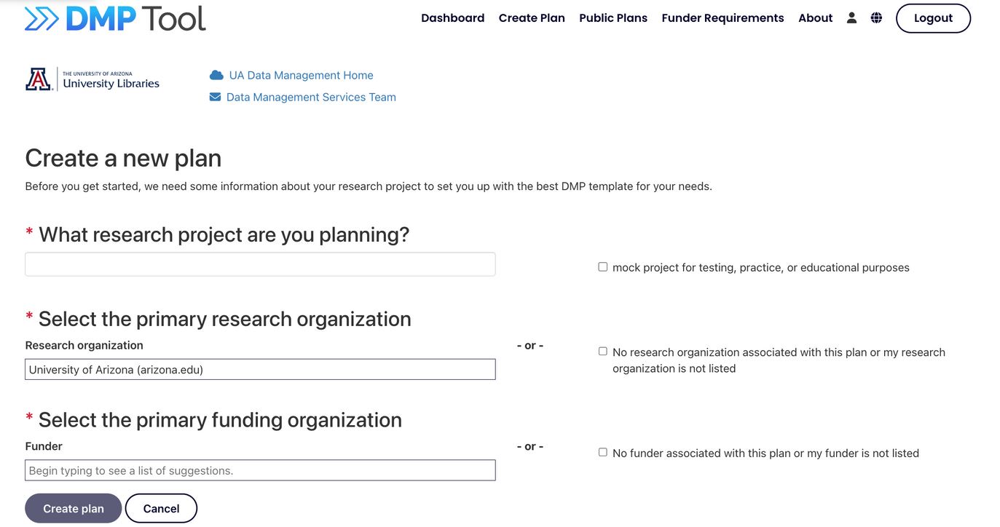 DMP Tool
Dashboard Create Plan Public Plans Funder Requirements About Logout
A
THE UNIVERSITY OF ARIZONA
University Libraries
UA Data Management Home
Data Management Services Team
Create a new plan
Before you get started, we need some information about your research project to set you up with the best DMP template for your needs.
* What research project are you planning?
mock project for testing, practice, or educational purposes
* Select the primary research organization
Research organization
- or -
No research organization associated with this plan or my research
organization is not listed
University of Arizona (arizona.edu)
* Select the primary funding organization
Funder
- or -
No funder associated with this plan or my funder is not listed
Begin typing to see a list of suggestions.
Create plan Cancel